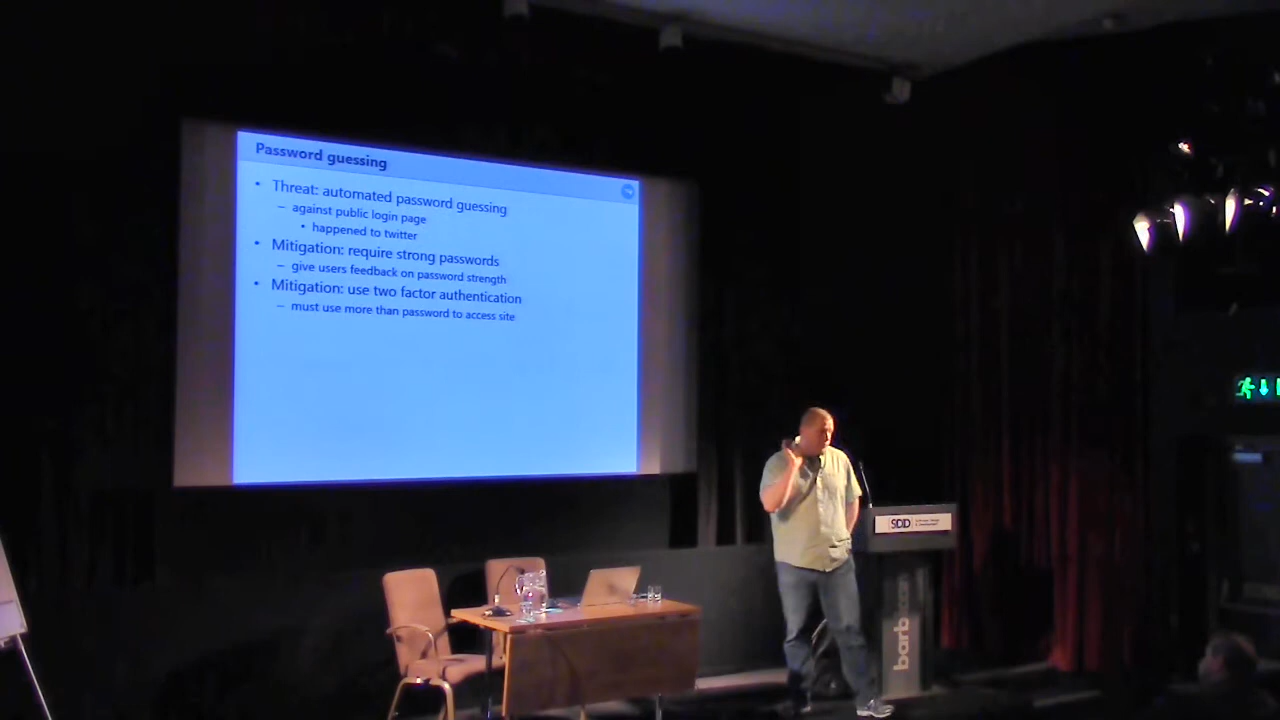 Password guessing
• Threat: automated password guessing
– against public login page
• happened to twitter
• Mitigation: require strong passwords
– give users feedback on password strength
• Mitigation: use two factor authentication
– must use more than password to access site
SDD
barbican